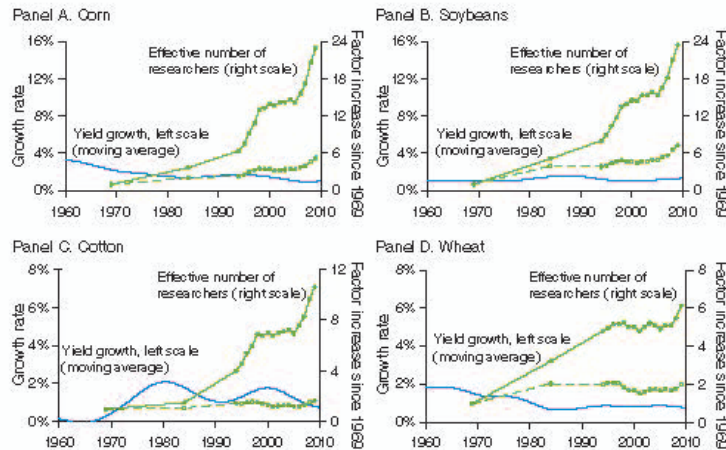 Panel A. Corn
16%
12%
8%
4%
0%
Growth rate
Effective number of
researchers (right scale)
Yield growth, left scale
(moving average)
24
18
12
6
0
Factor increase since 1969
1960 1970 1980 1990 2000 2010
Panel B. Soybeans
16%
12%
8%
4%
0%
Growth rate
Effective number of
researchers (right scale)
Yield growth, left scale
(moving average)
24
18
12
6
0
Factor increase since 1969
1960 1970 1980 1990 2000 2010
Panel C. Cotton
8%
6%
4%
2%
0%
Growth rate
Effective number of
researchers (right scale)
Yield growth, left scale
(moving average)
12
8
4
0
Factor increase since 1969
1960 1970 1980 1990 2000 2010
Panel D. Wheat
8%
6%
4%
2%
0%
Growth rate
Effective number of
researchers (right scale)
Yield growth, left scale
(moving average)
8
6
4
2
0
Factor increase since 1969
1960 1970 1980 1990 2000 2010